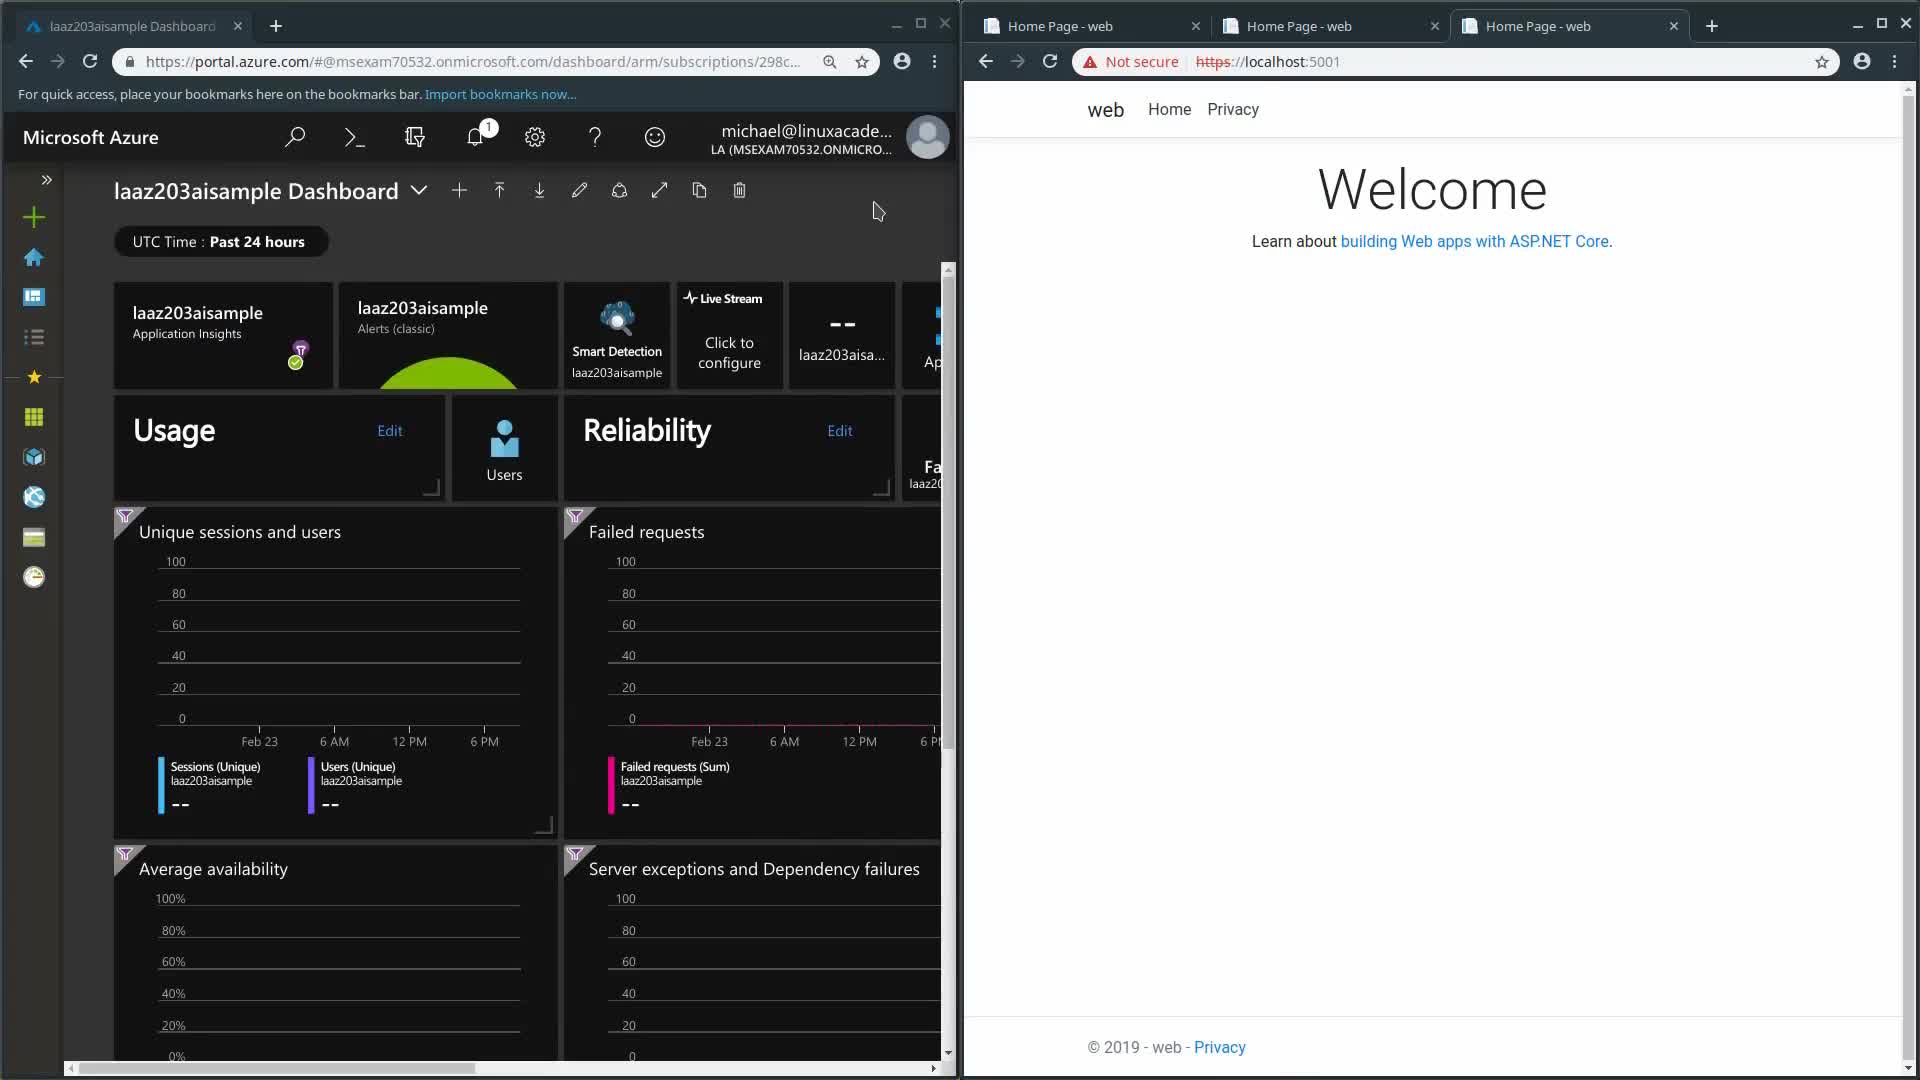 laaz203aisample Dashboard
https://portal.azure.com/#@msexam70532.onmicrosoft.com/dashboard/arm/subscriptions/298c...
For quick access, place your bookmarks here on the bookmarks bar. Import bookmarks now...
Microsoft Azure
1
michael@linuxacade...
LA (MSEXAM70532.ONMICRO...
laaz203aisample Dashboard
UTC Time : Past 24 hours
laaz203aisample
Application Insights
laaz203aisample
Alerts (classic)
Smart Detection
laaz203aisample
Live Stream
Click to
configure
--
laaz203aisa...
Ap
Usage
Edit
Users
Reliability
Edit
Fa
laaz20
Unique sessions and users
100
80
60
40
20
0
Feb 23
6 AM
12 PM
6 PM
Sessions (Unique)
laaz203aisample
--
Users (Unique)
laaz203aisample
--
Failed requests
100
80
60
40
20
0
Feb 23
6 AM
12 PM
6 PM
Failed requests (Sum)
laaz203aisample
--
Average availability
100%
80%
60%
40%
20%
0%
Server exceptions and Dependency failures
100
80
60
40
20
0
Home Page - web
Home Page - web
Home Page - web
Not secure
https://localhost:5001
web
Home
Privacy
Welcome
Learn about building Web apps with ASP.NET Core.
© 2019 - web - Privacy